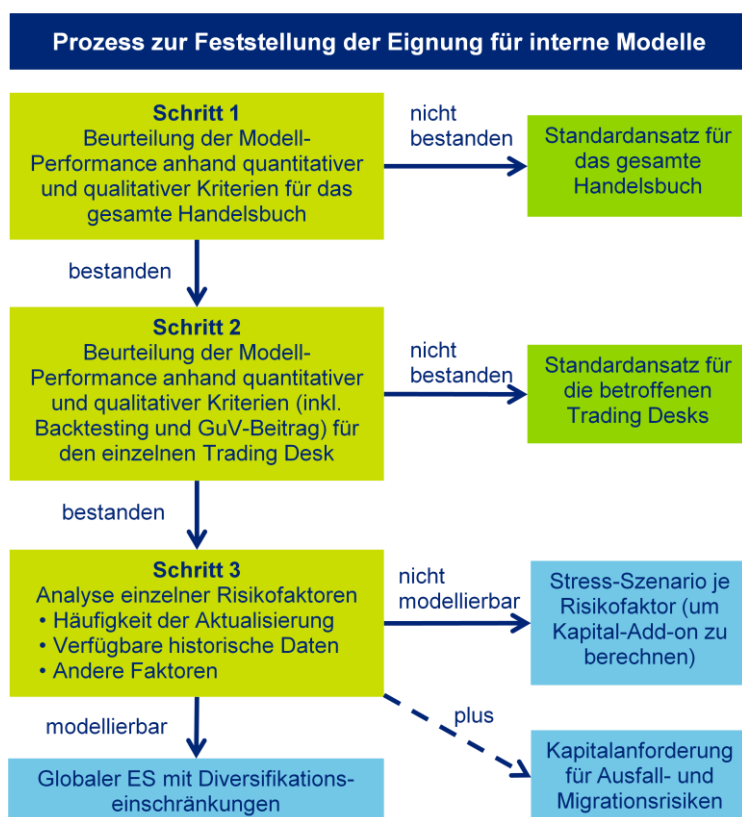 Prozess zur Feststellung der Eignung für interne Modelle
Schritt 1
Beurteilung der Modell-
Performance anhand quantitativer
und qualitativer Kriterien für das
gesamte Handelsbuch
nicht
bestanden
Standardansatz für
das gesamte
Handelsbuch
bestanden
Schritt 2
Beurteilung der Modell-
Performance anhand quantitativer
und qualitativer Kriterien (inkl.
Backtesting und GuV-Beitrag) für
den einzelnen Trading Desk
nicht
bestanden
Standardansatz für
die betroffenen
Trading Desks
bestanden
Schritt 3
Analyse einzelner Risikofaktoren
• Häufigkeit der Aktualisierung
• Verfügbare historische Daten
• Andere Faktoren
nicht
modellierbar
Stress-Szenario je
Risikofaktor (um
Kapital-Add-on zu
berechnen)
modellierbar
plus
Globaler ES mit Diversifikations-
einschränkungen
Kapitalanforderung
für Ausfall- und
Migrationsrisiken